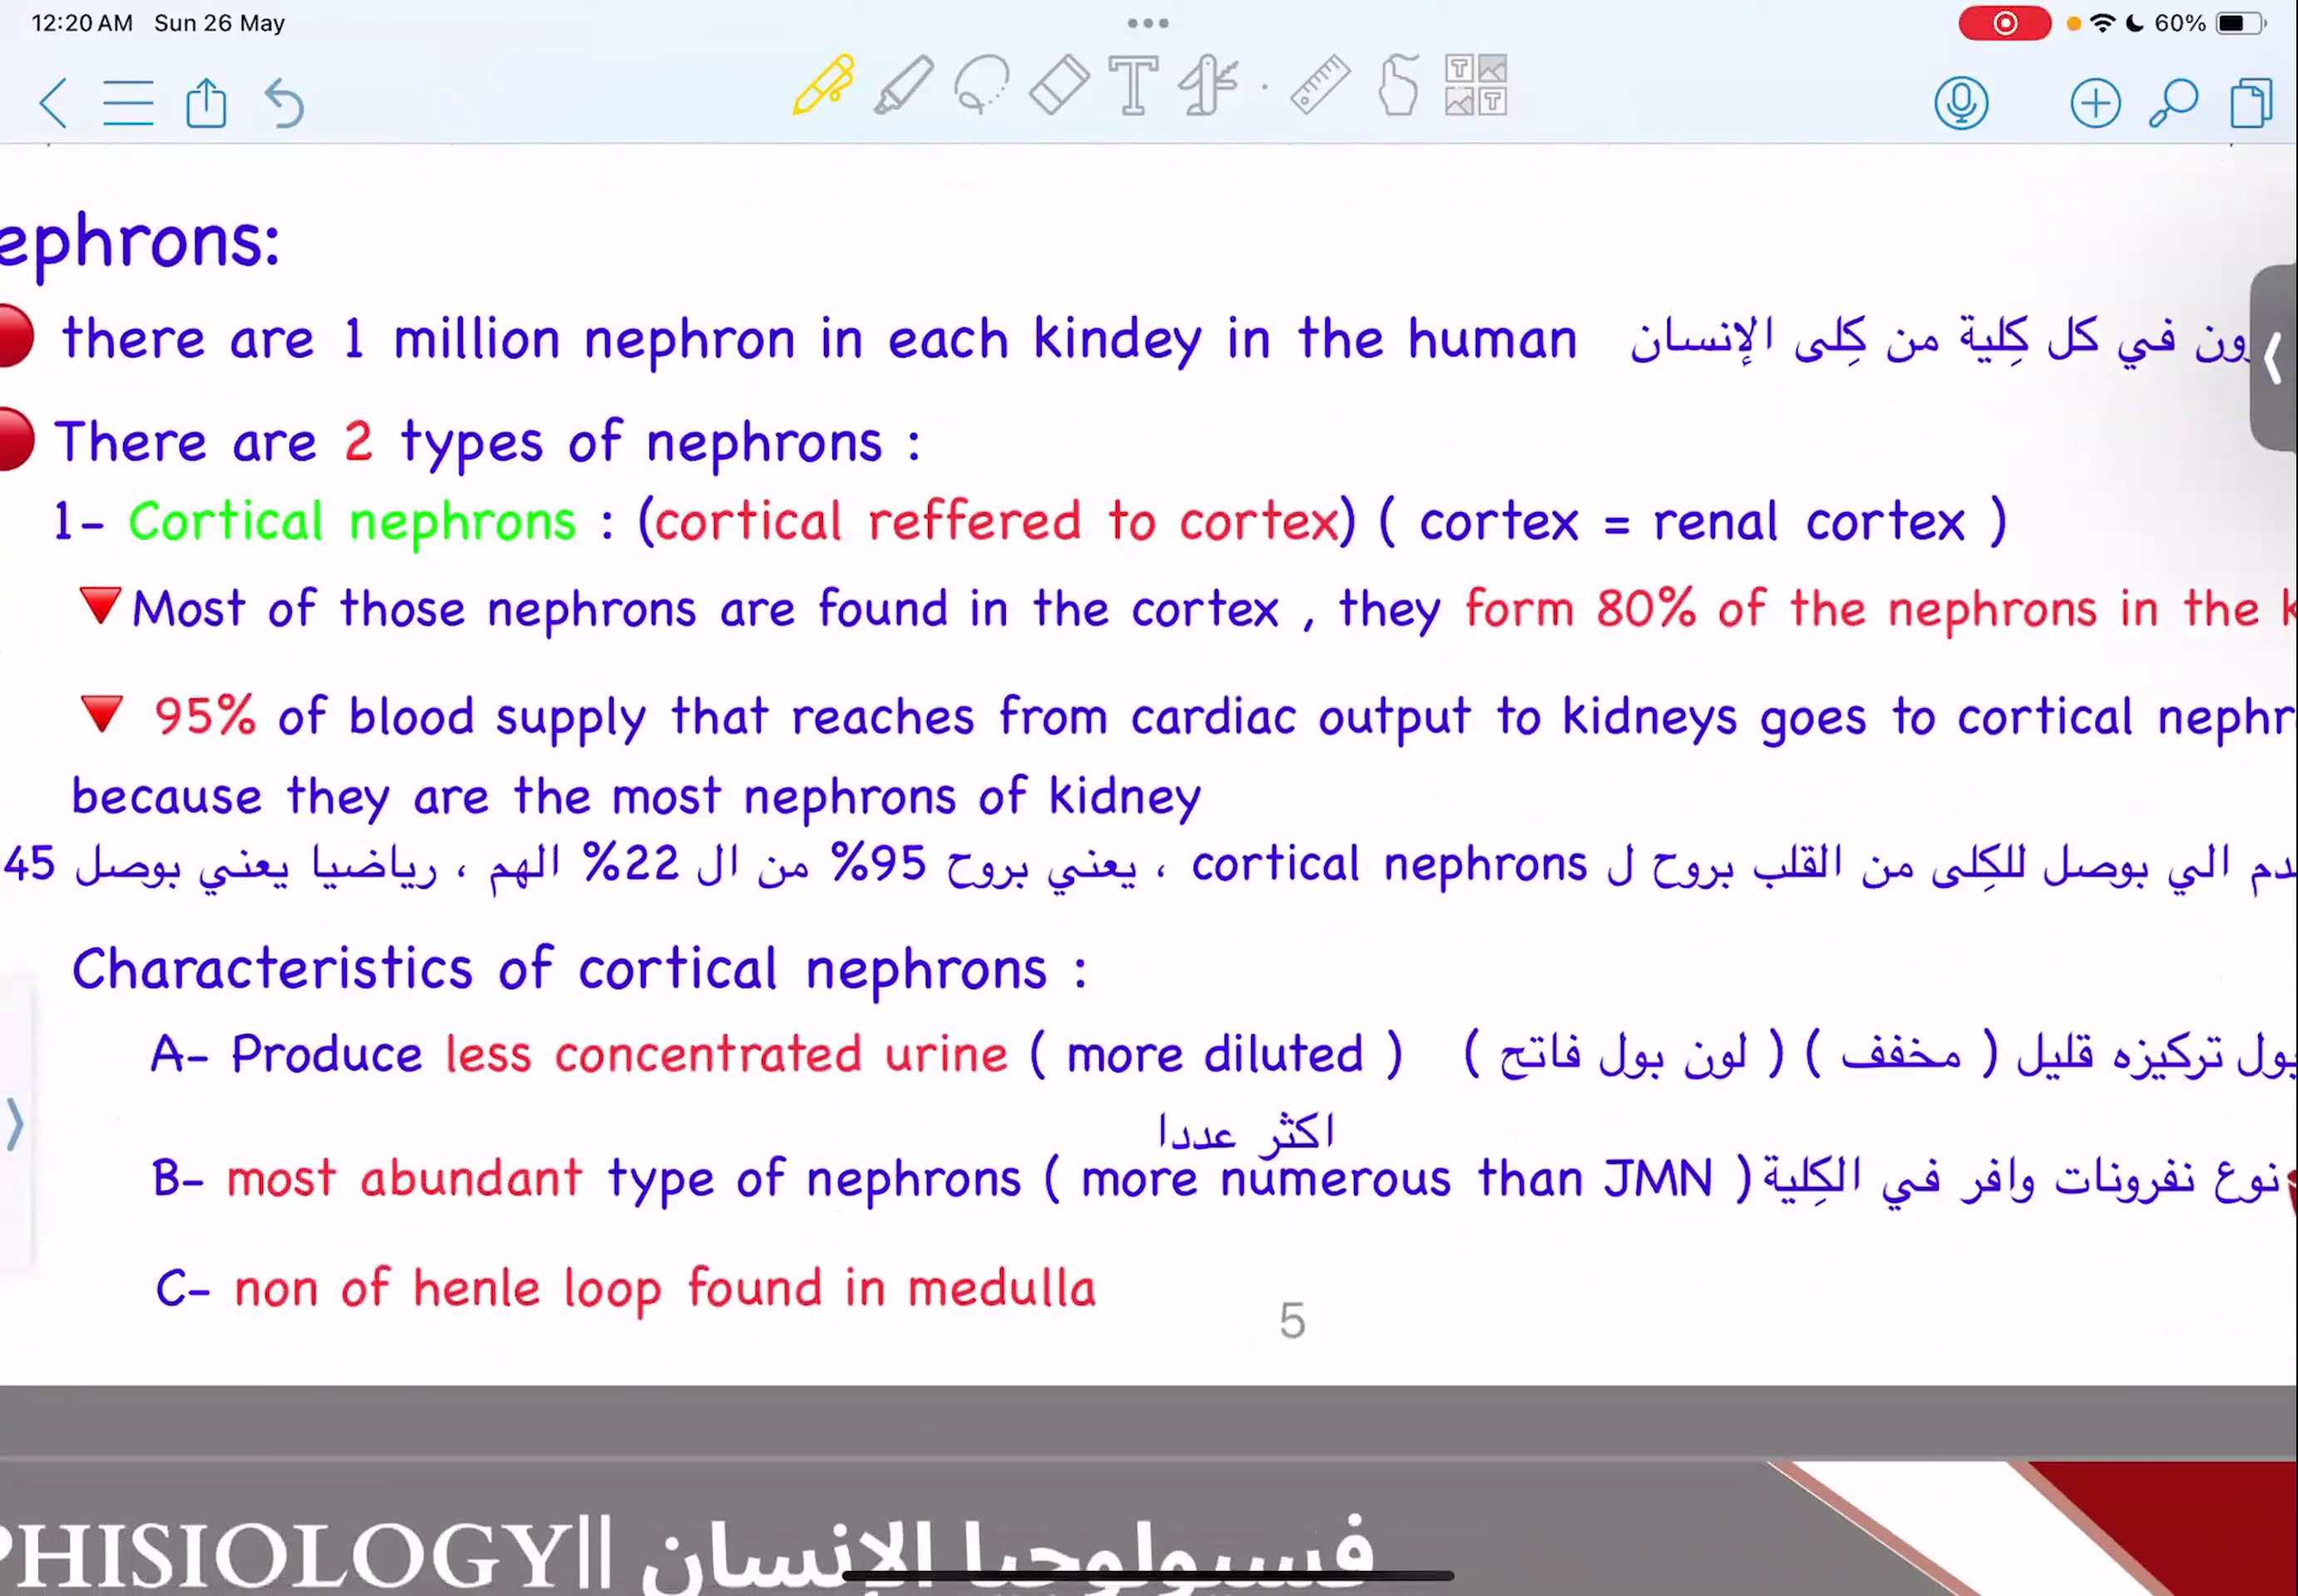 12:20 AM Sun 26 May 60%
ephrons:
there are 1 million nephron in each kindey in the human ون في كل كِلية من كِلى الإنسان
There are 2 types of nephrons :
1- Cortical nephrons : (cortical reffered to cortex) ( cortex = renal cortex )
Most of those nephrons are found in the cortex , they form 80% of the nephrons in the k
95% of blood supply that reaches from cardiac output to kidneys goes to cortical nephr
because they are the most nephrons of kidney
دم الي بوصل للكِلى من القلب بروح ل cortical nephrons ، يعني بروح 95% من ال 22% الهم ، رياضيا يعني بوصل 45
Characteristics of cortical nephrons :
A- Produce less concentrated urine ( more diluted ) بول تركيزه قليل ( مخفف ) ( لون بول فاتح )
اكثر عددا
B- most abundant type of nephrons ( more numerous than JMN ) نوع نفرونات وافر في الكِلية
C- non of henle loop found in medulla
5
PHISIOLOGY|| فسيولوجيا الإنسان